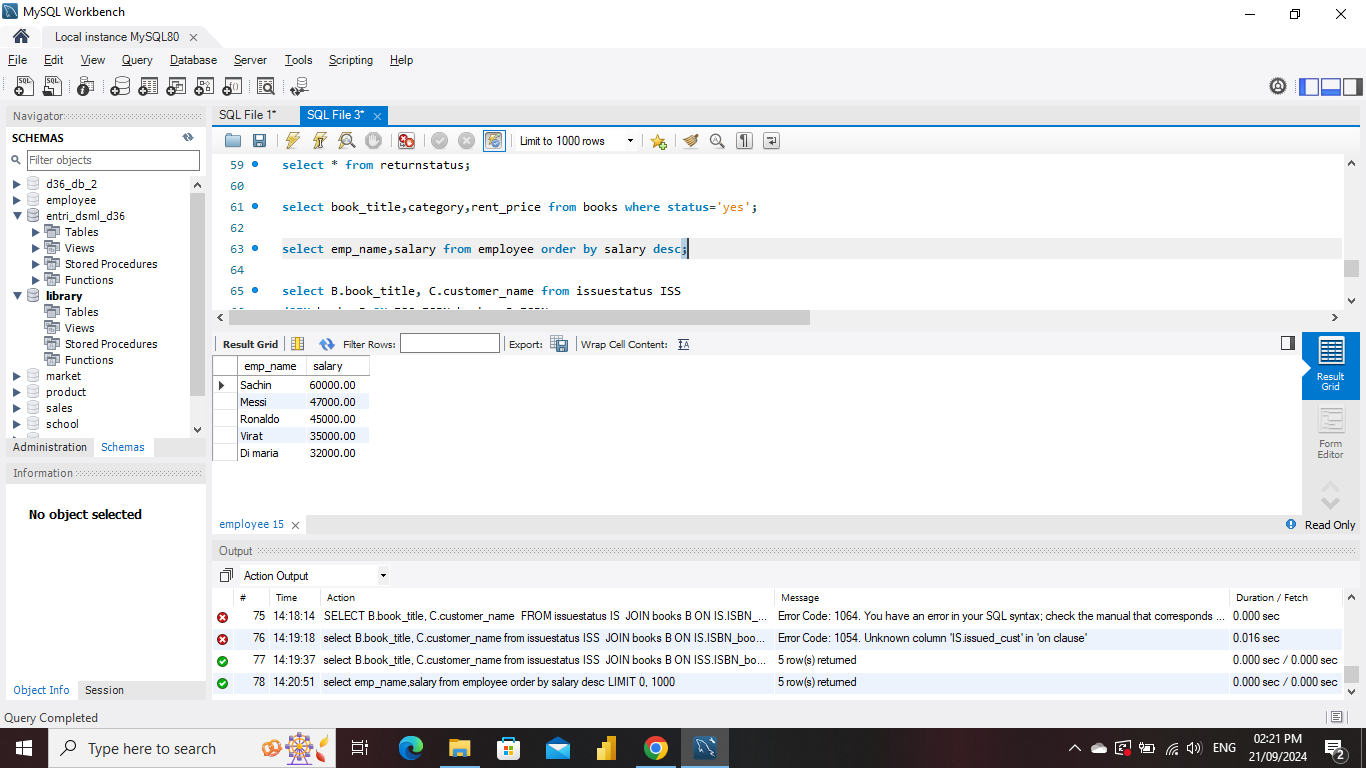 MySQL Workbench
Local instance MySQL80
File Edit View Query Database Server Tools Scripting Help
Navigator
SCHEMAS
Filter objects
d36_db_2
employee
entri_dsml_d36
Tables
Views
Stored Procedures
Functions
library
Tables
Views
Stored Procedures
Functions
market
product
sales
school
Administration Schemas
Information
No object selected
Object Info Session
SQL File 1* SQL File 3*
Limit to 1000 rows
59 select * from returnstatus;
60
61 select book_title,category,rent_price from books where status='yes';
62
63 select emp_name,salary from employee order by salary desc;
64
65 select B.book_title, C.customer_name from issuestatus ISS
Result Grid Filter Rows: Export: Wrap Cell Content:
emp_name salary
Sachin 60000.00
Messi 47000.00
Ronaldo 45000.00
Virat 35000.00
Di maria 32000.00
Result
Grid
Form
Editor
employee 15
Read Only
Output
Action Output
# Time Action Message Duration / Fetch
75 14:18:14 SELECT B.book_title, C.customer_name FROM issuestatus IS JOIN books B ON IS.ISBN_... Error Code: 1064. You have an error in your SQL syntax; check the manual that corresponds ... 0.000 sec
76 14:19:18 select B.book_title, C.customer_name from issuestatus ISS JOIN books B ON IS.ISBN_boo... Error Code: 1054. Unknown column 'IS.issued_cust' in 'on clause' 0.016 sec
77 14:19:37 select B.book_title, C.customer_name from issuestatus ISS JOIN books B ON ISS.ISBN_bo... 5 row(s) returned 0.000 sec / 0.000 sec
78 14:20:51 select emp_name,salary from employee order by salary desc LIMIT 0, 1000 5 row(s) returned 0.000 sec / 0.000 sec
Query Completed
Type here to search
ENG
02:21 PM
21/09/2024
2